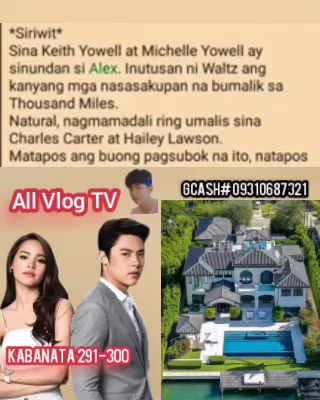 *Siriwit*
Sina Keith Yowell at Michelle Yowell ay
sinundan si Alex. Inutusan ni Waltz ang
kanyang mga nasasakupan na bumalik sa
Thousand Miles.
Natural, nagmamadali ring umalis sina
Charles Carter at Hailey Lawson.
Matapos ang buong pagsubok na ito, natapos
All Vlog TV
GCASH# 09310687321
KABANATA 291-300